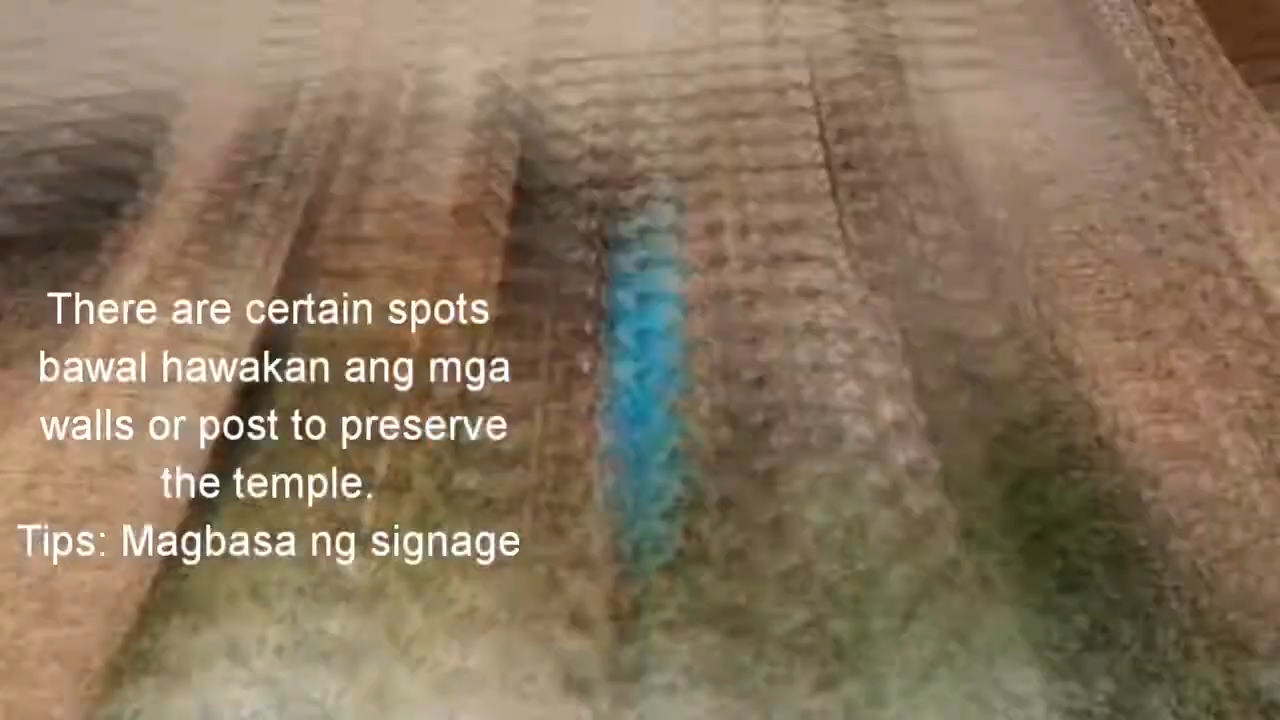 There are certain spots
bawal hawakan ang mga
walls or post to preserve
the temple.
Tips: Magbasa ng signage